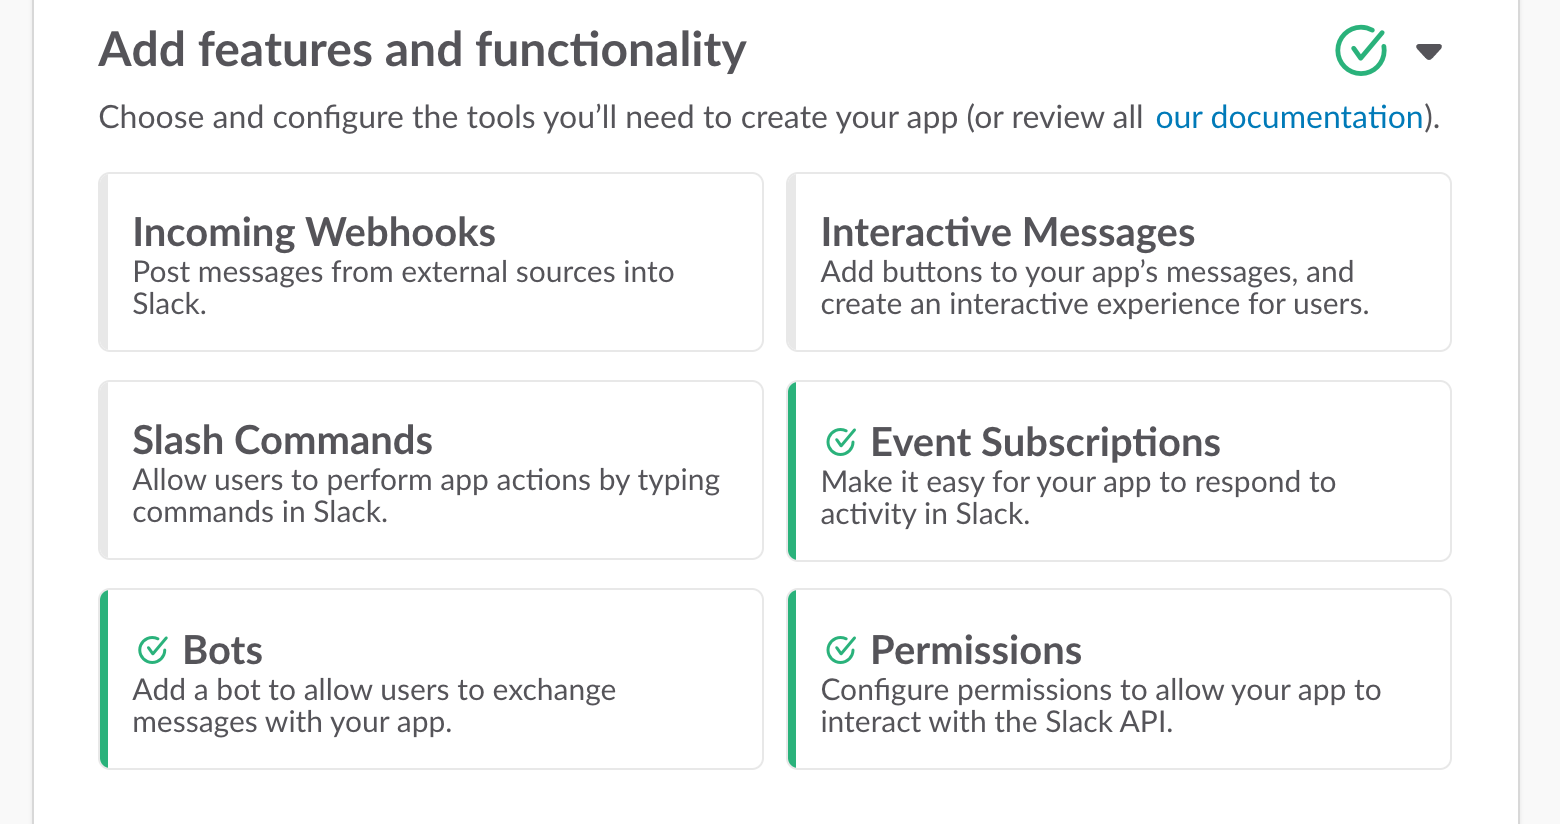 Add features and functionality
Choose and configure the tools you’ll need to create your app (or review all our documentation).
Incoming Webhooks
Post messages from external sources into
Slack.
Interactive Messages
Add buttons to your app’s messages, and
create an interactive experience for users.
Slash Commands
Allow users to perform app actions by typing
commands in Slack.
Event Subscriptions
Make it easy for your app to respond to
activity in Slack.
Bots
Add a bot to allow users to exchange
messages with your app.
Permissions
Configure permissions to allow your app to
interact with the Slack API.